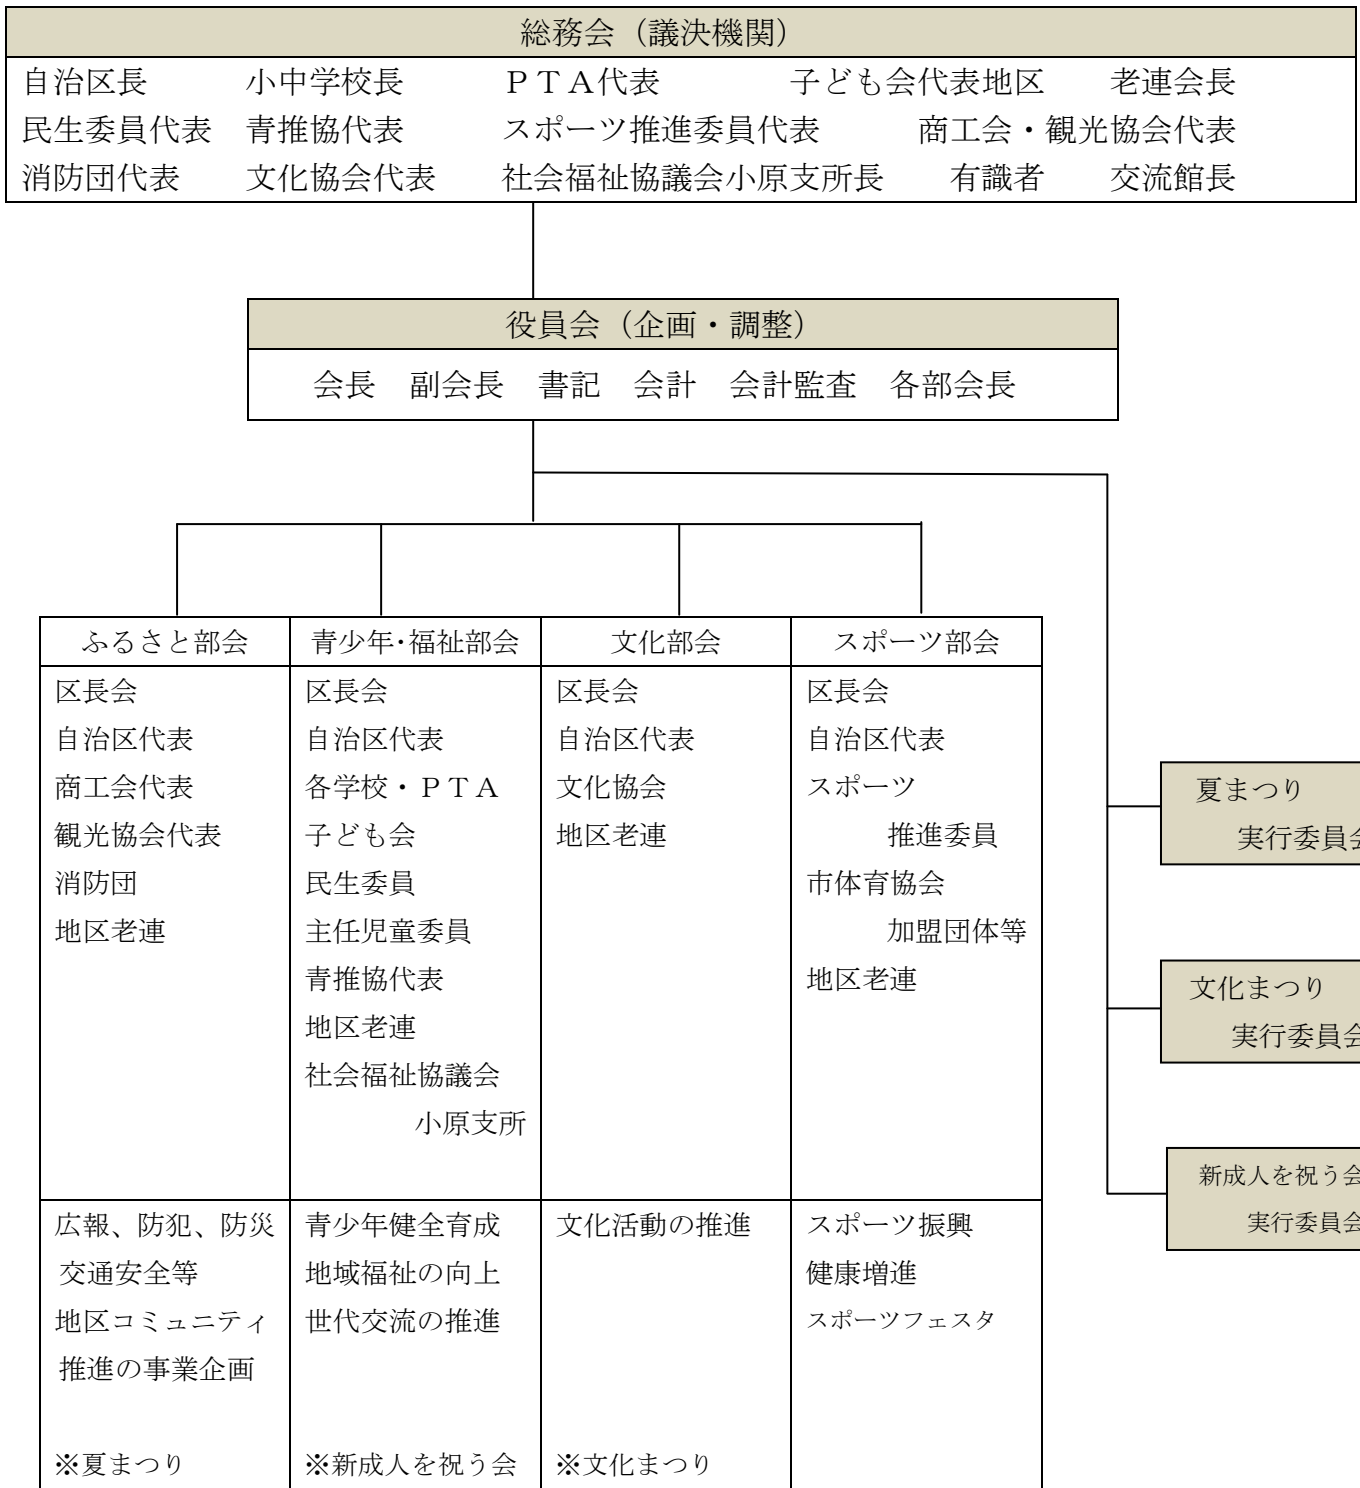 総務会（議決機関）
自治区長　小中学校長　ＰＴＡ代表　子ども会代表地区　老連会長
民生委員代表　青推協代表　スポーツ推進委員代表　商工会・観光協会代表
消防団代表　文化協会代表　社会福祉協議会小原支所長　有識者　交流館長
役員会（企画・調整）
会長　副会長　書記　会計　会計監査　各部会長
ふるさと部会
区長会
自治区代表
商工会代表
観光協会代表
消防団
地区老連
広報、防犯、防災
交通安全等
地区コミュニティ
推進の事業企画
※夏まつり
青少年・福祉部会
区長会
自治区代表
各学校・ＰＴＡ
子ども会
民生委員
主任児童委員
青推協代表
地区老連
社会福祉協議会
小原支所
青少年健全育成
地域福祉の向上
世代交流の推進
※新成人を祝う会
文化部会
区長会
自治区代表
文化協会
地区老連
文化活動の推進
※文化まつり
スポーツ部会
区長会
自治区代表
スポーツ
推進委員
市体育協会
加盟団体等
地区老連
スポーツ振興
健康増進
スポーツフェスタ
夏まつり
実行委員会
文化まつり
実行委員会
新成人を祝う会
実行委員会